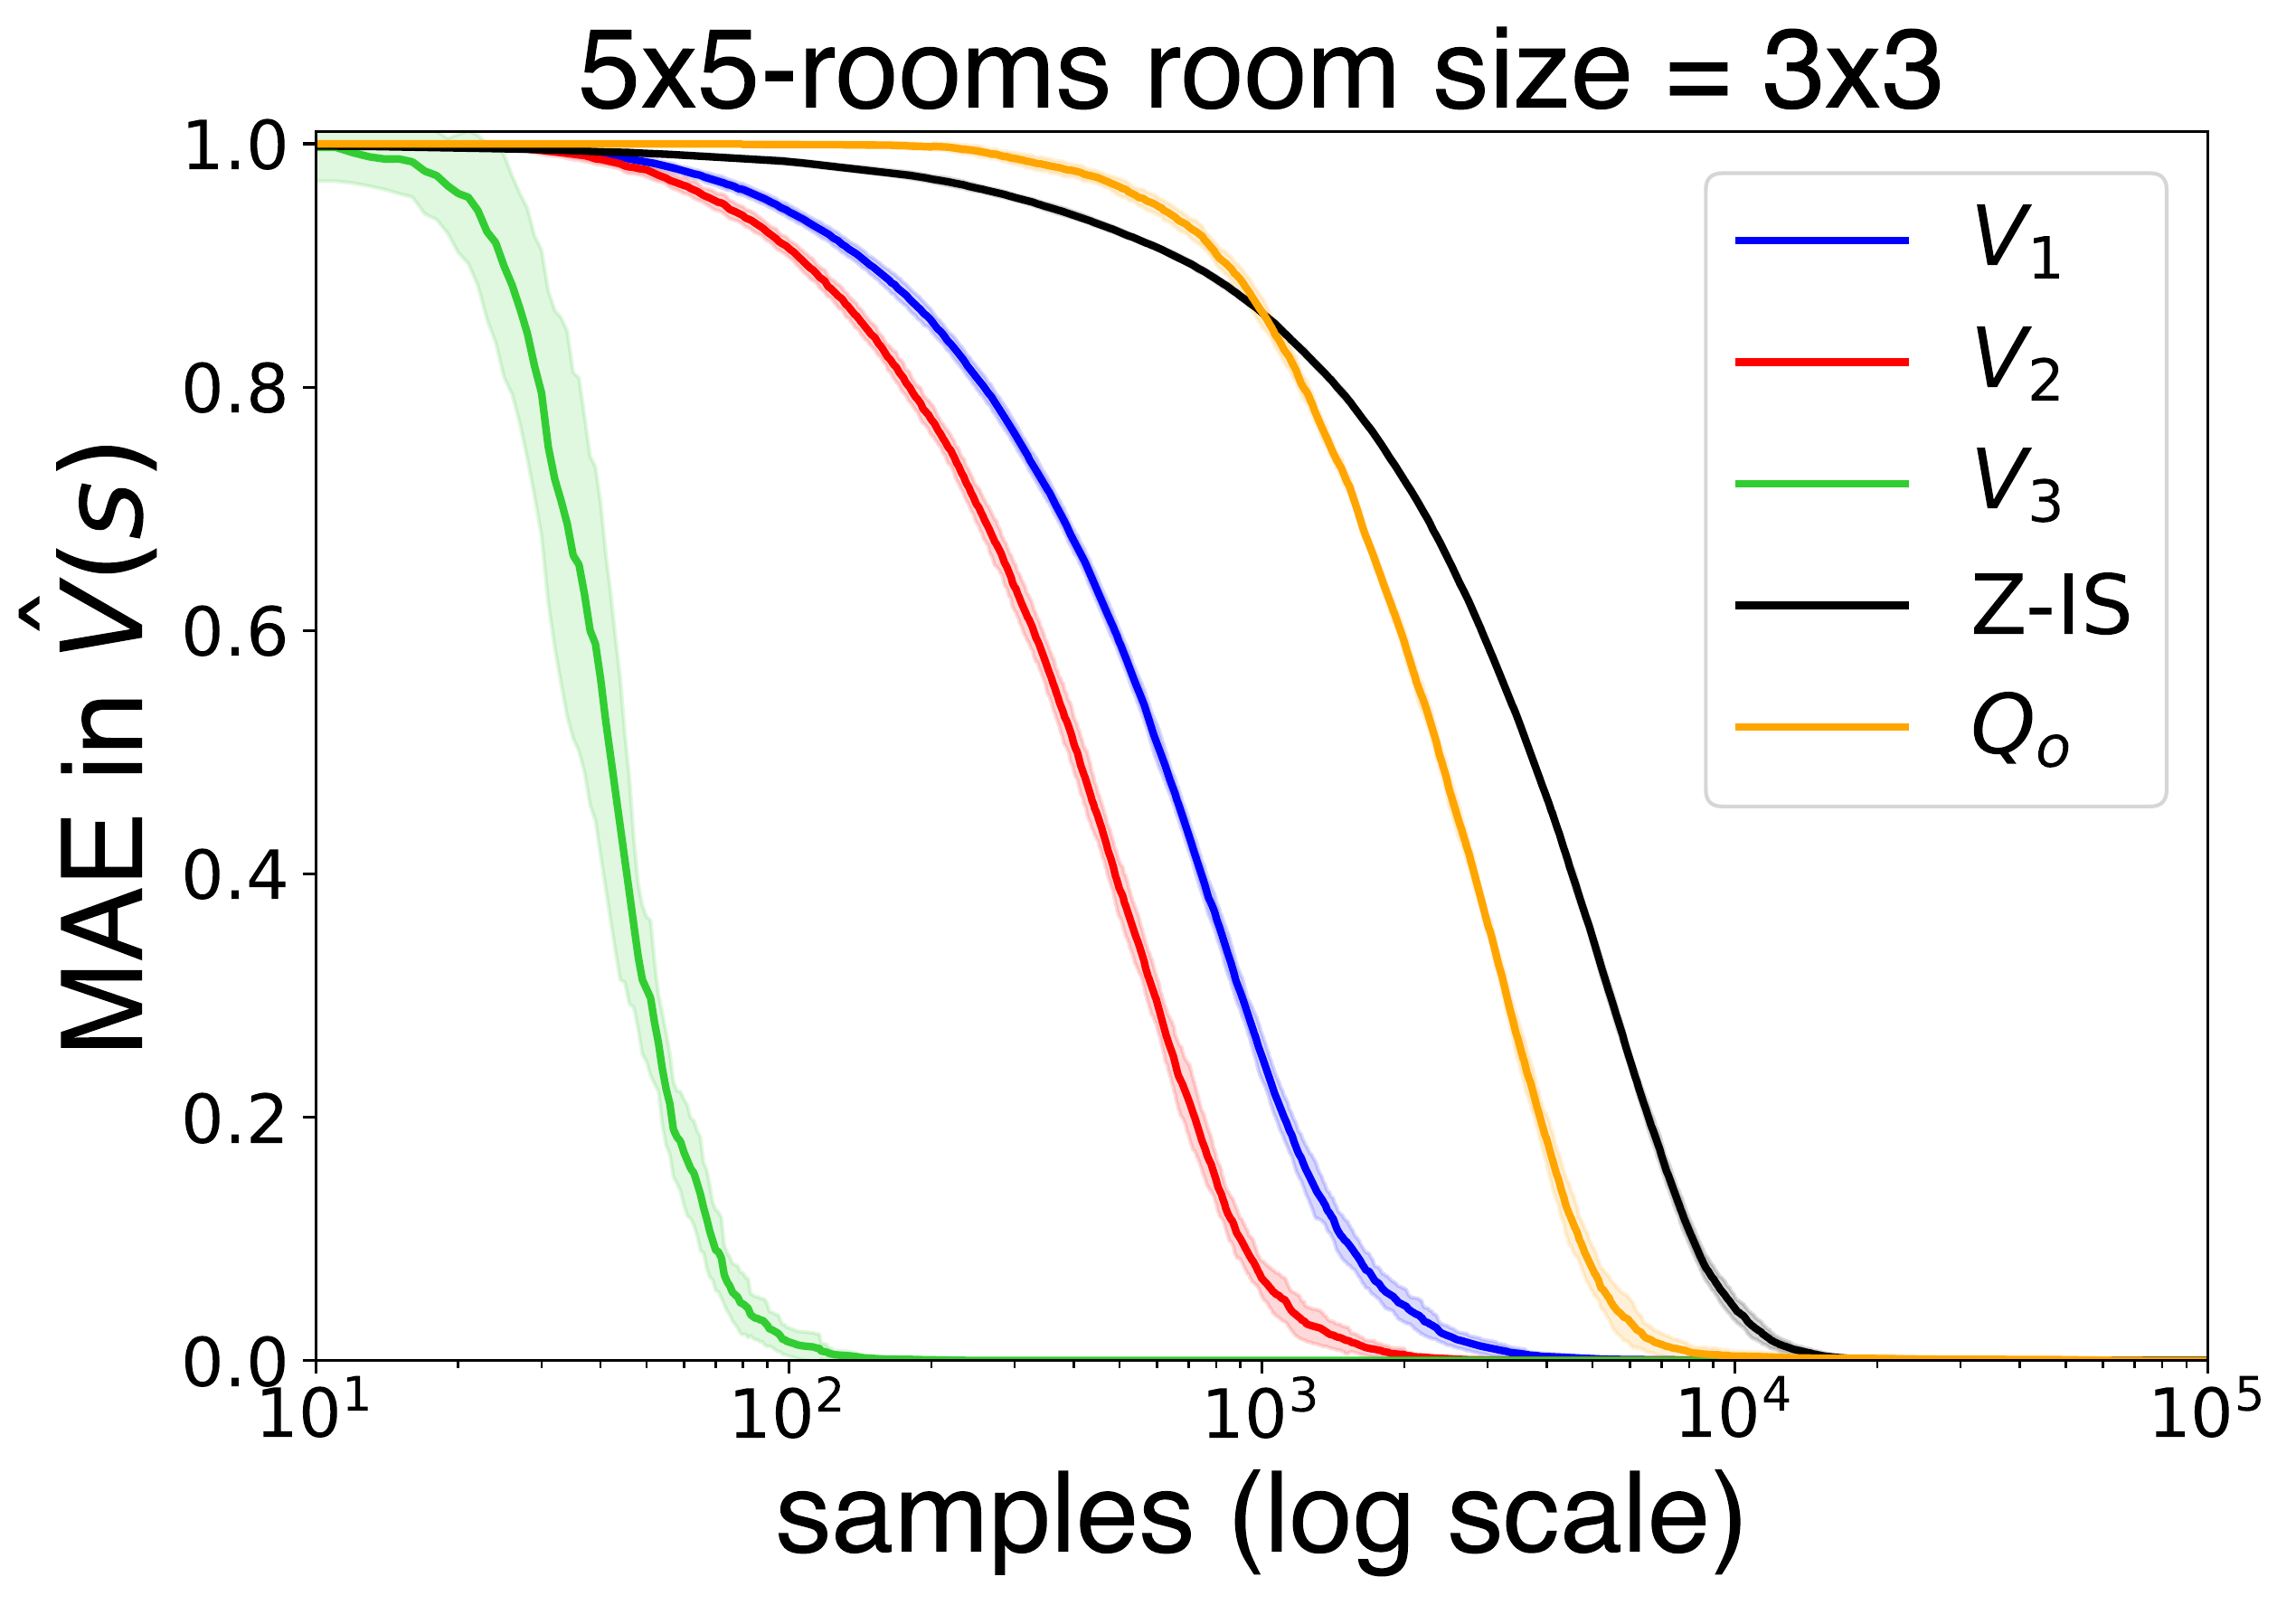 5x5-rooms room size = 3x3
MAE in V̂(s)
1.0
0.8
0.6
0.4
0.2
0.0
10¹
10²
10³
10⁴
10⁵
samples (log scale)
V₁
V₂
V₃
Z-IS
Qₒ